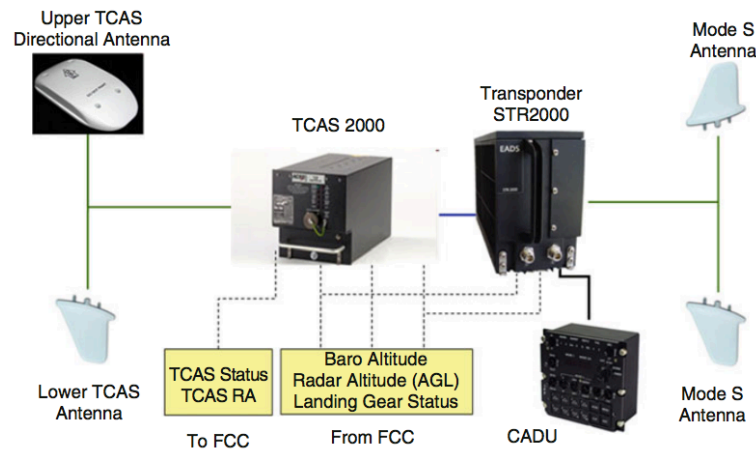 Upper TCAS
Directional Antenna
Mode S
Antenna
Transponder
STR2000
TCAS 2000
EADS
Lower TCAS
Antenna
TCAS Status
TCAS RA
To FCC
Baro Altitude
Radar Altitude (AGL)
Landing Gear Status
From FCC
CADU
Mode S
Antenna